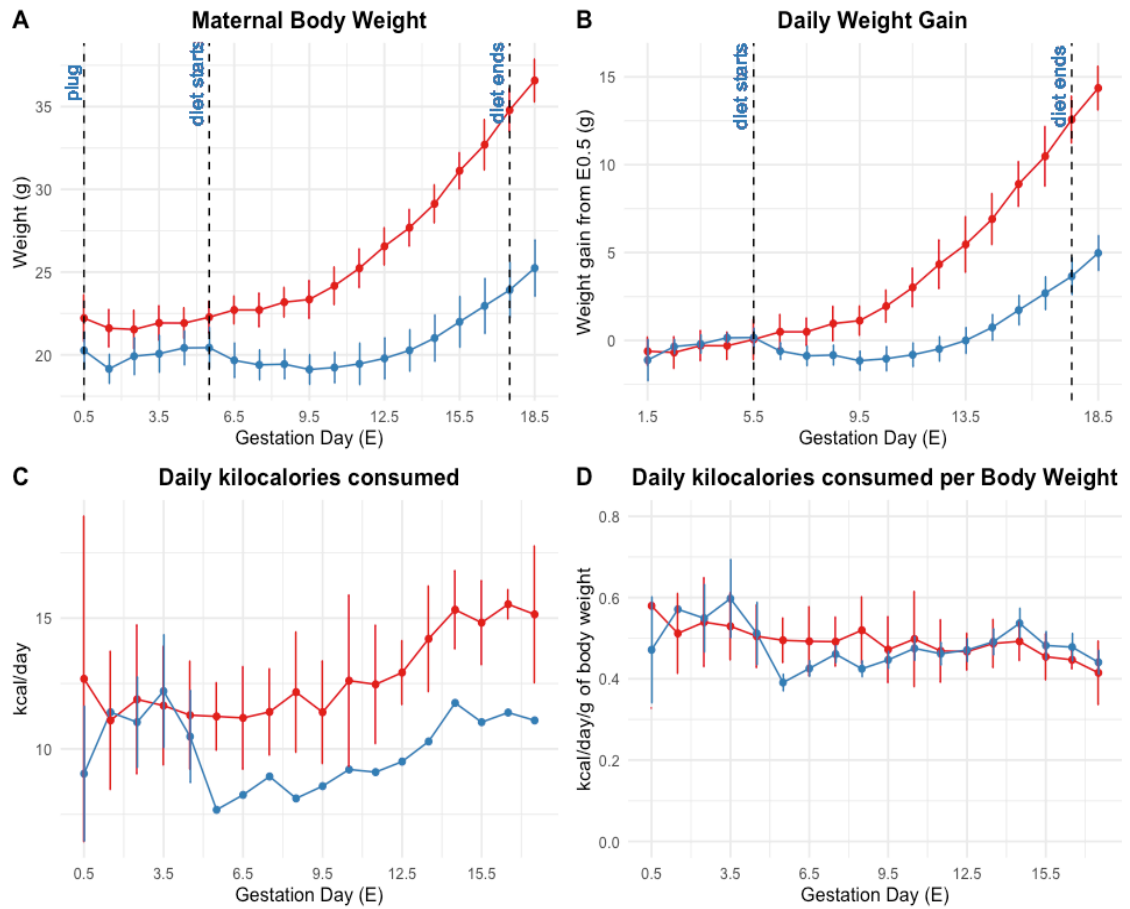 A
Maternal Body Weight
plug
diet starts
diet ends
Weight (g)
35
30
25
20
0.5
3.5
6.5
9.5
12.5
15.5
18.5
Gestation Day (E)
B
Daily Weight Gain
diet starts
diet ends
Weight gain from E0.5 (g)
15
10
5
0
1.5
5.5
9.5
13.5
18.5
Gestation Day (E)
C
Daily kilocalories consumed
kcal/day
15
10
0.5
3.5
6.5
9.5
12.5
15.5
Gestation Day (E)
D
Daily kilocalories consumed per Body Weight
kcal/day/g of body weight
0.8
0.6
0.4
0.2
0.0
0.5
3.5
6.5
9.5
12.5
15.5
Gestation Day (E)